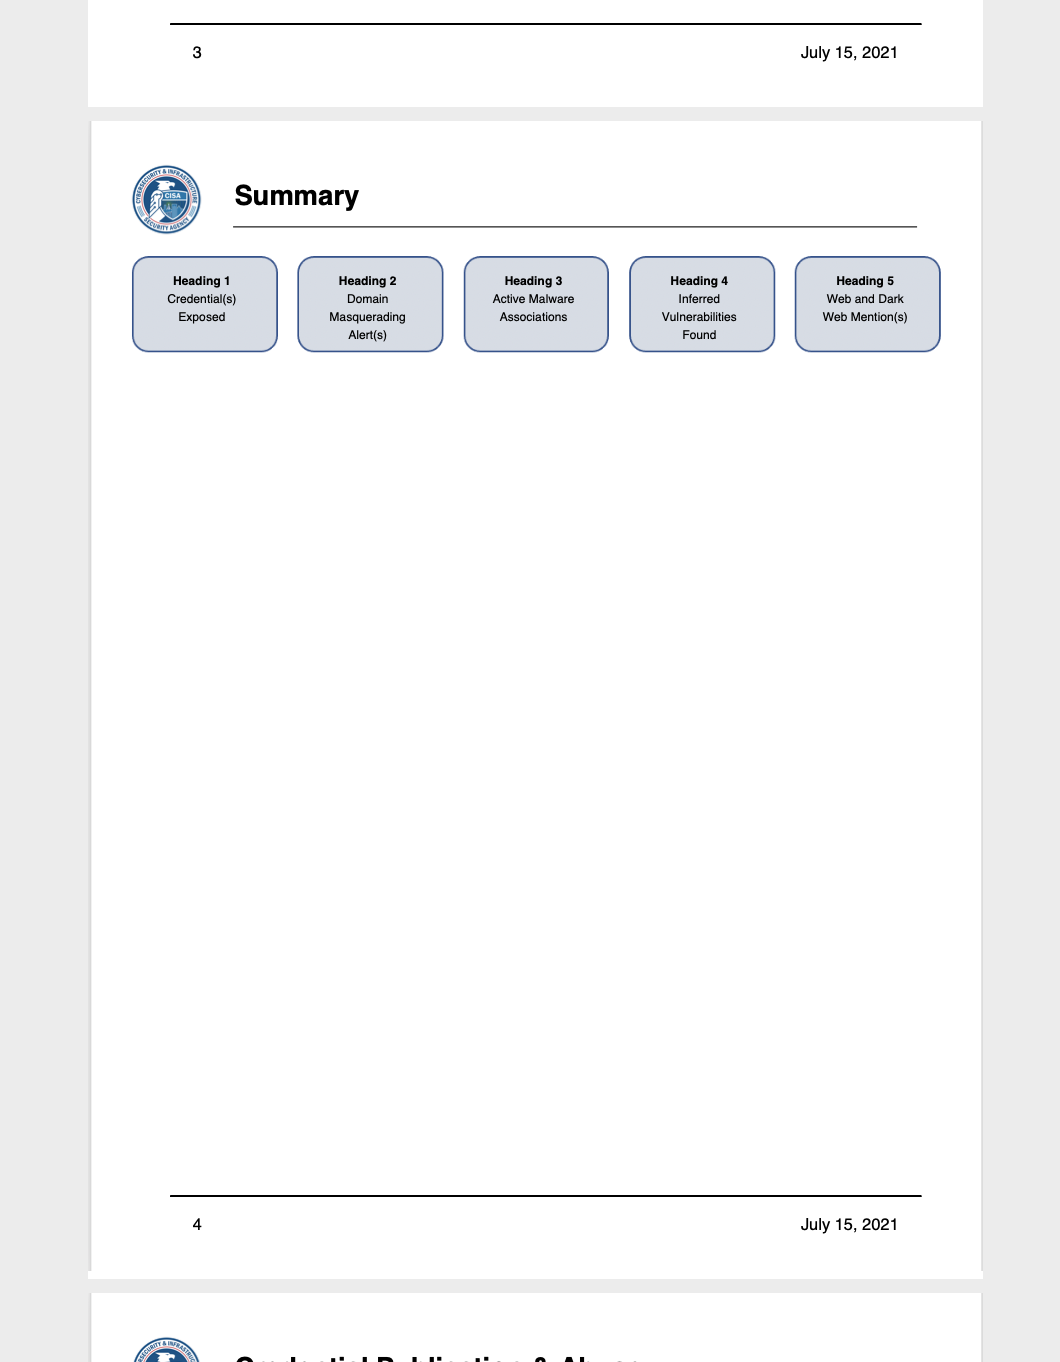 3 July 15, 2021
CYBERSECURITY & INFRASTRUCTURE
CISA
SECURITY AGENCY
Summary
Heading 1
Credential(s)
Exposed
Heading 2
Domain
Masquerading
Alert(s)
Heading 3
Active Malware
Associations
Heading 4
Inferred
Vulnerabilities
Found
Heading 5
Web and Dark
Web Mention(s)
4 July 15, 2021